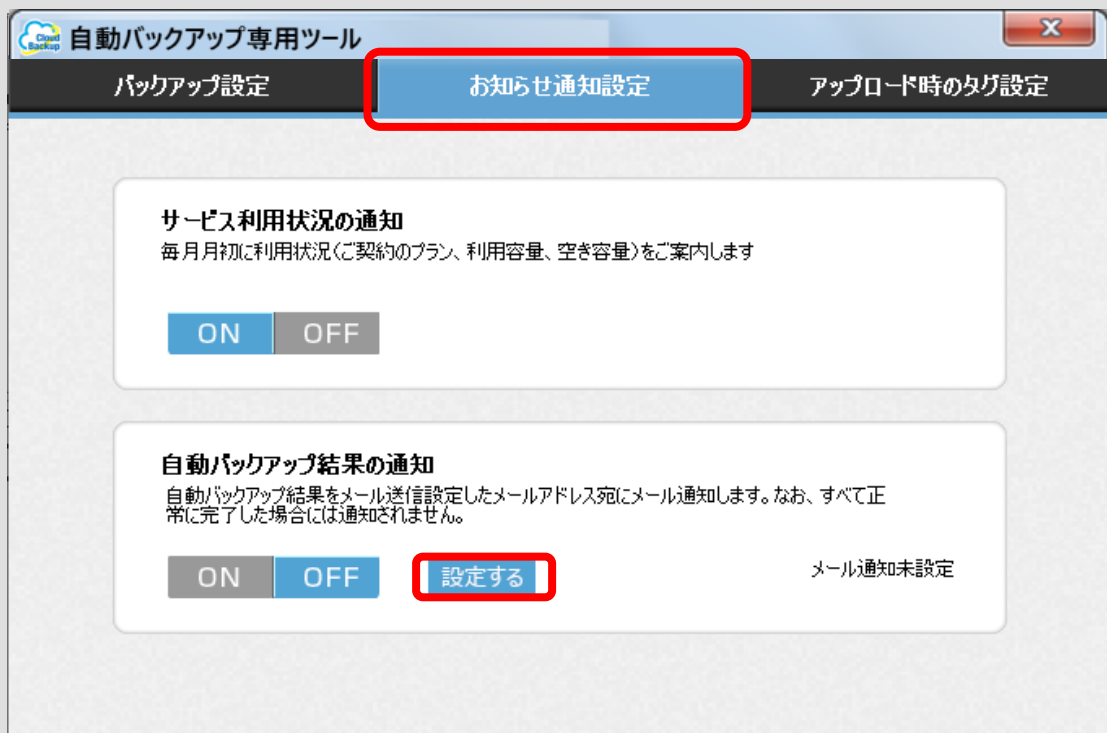 Cloud
Backup
自動バックアップ専用ツール
X
バックアップ設定
お知らせ通知設定
アップロード時のタグ設定
サービス利用状況の通知
毎月月初に利用状況(ご契約のプラン、利用容量、空き容量)をご案内します
ON OFF
自動バックアップ結果の通知
自動バックアップ結果をメール送信設定したメールアドレス宛にメール通知します。なお、すべて正
常に完了した場合には通知されません。
ON OFF 設定する メール通知未設定